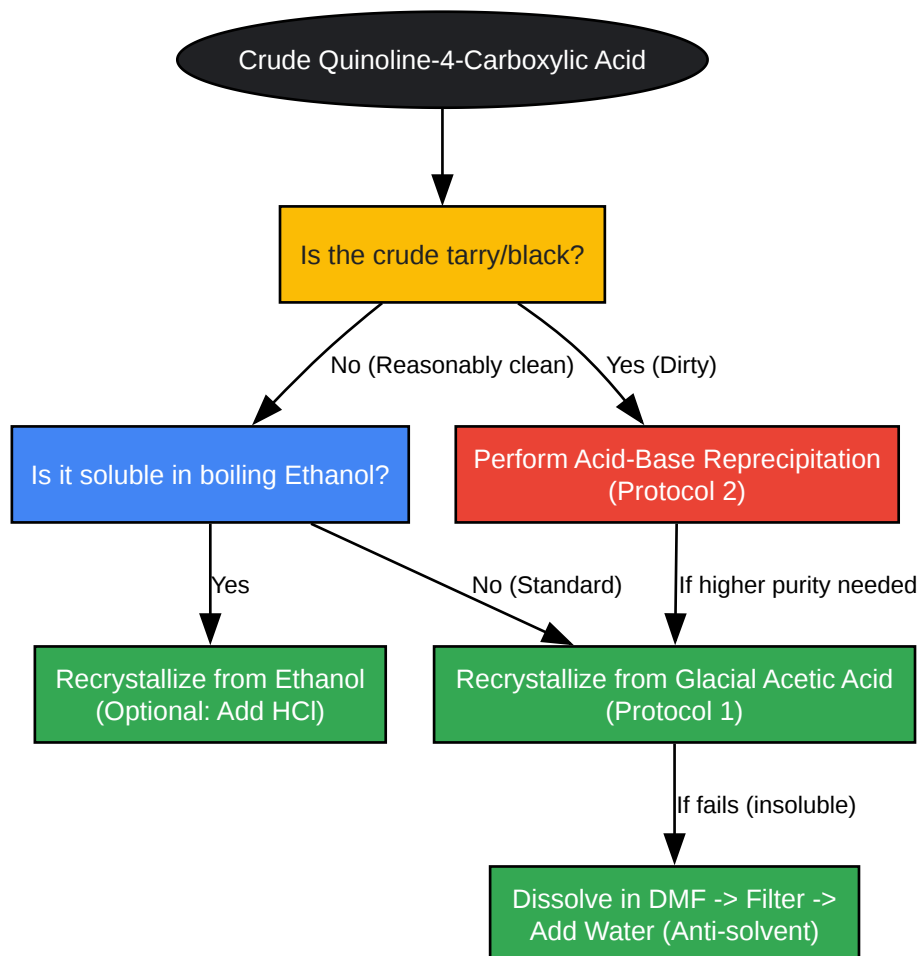 Crude Quinoline-4-Carboxylic Acid
Is the crude tarry/black?
No (Reasonably clean)
Yes (Dirty)
Is it soluble in boiling Ethanol?
Perform Acid-Base Reprecipitation
(Protocol 2)
Yes
No (Standard)
If higher purity needed
Recrystallize from Ethanol
(Optional: Add HCl)
Recrystallize from Glacial Acetic Acid
(Protocol 1)
If fails (insoluble)
Dissolve in DMF -> Filter ->
Add Water (Anti-solvent)